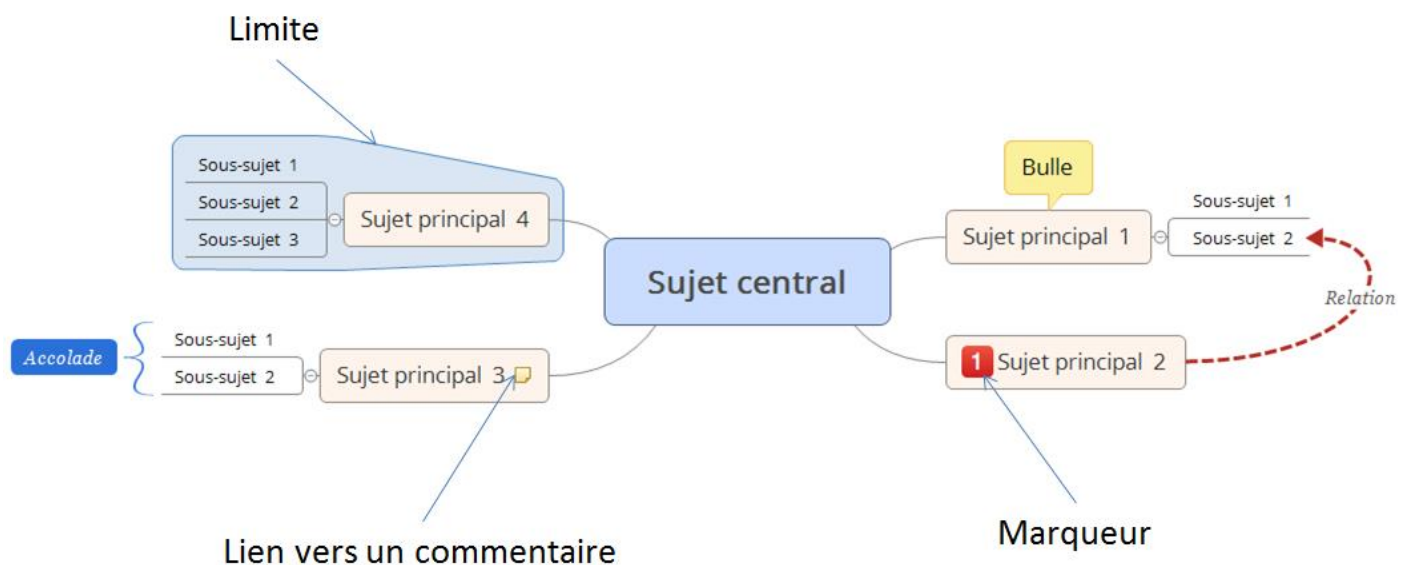 Limite
Sous-sujet 1
Sous-sujet 2
Sous-sujet 3
Sujet principal 4
Bulle
Sujet principal 1
Sous-sujet 1
Sous-sujet 2
Sujet central
Relation
Accolade
Sous-sujet 1
Sous-sujet 2
Sujet principal 3
1 Sujet principal 2
Lien vers un commentaire
Marqueur